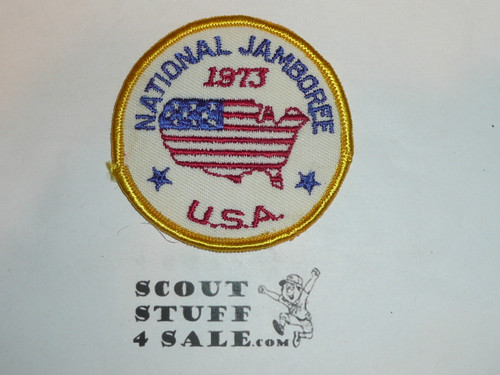 NATIONAL JAMBOREE
1973
U.S.A.
SCOUT
STUFF
4 SALE.COM